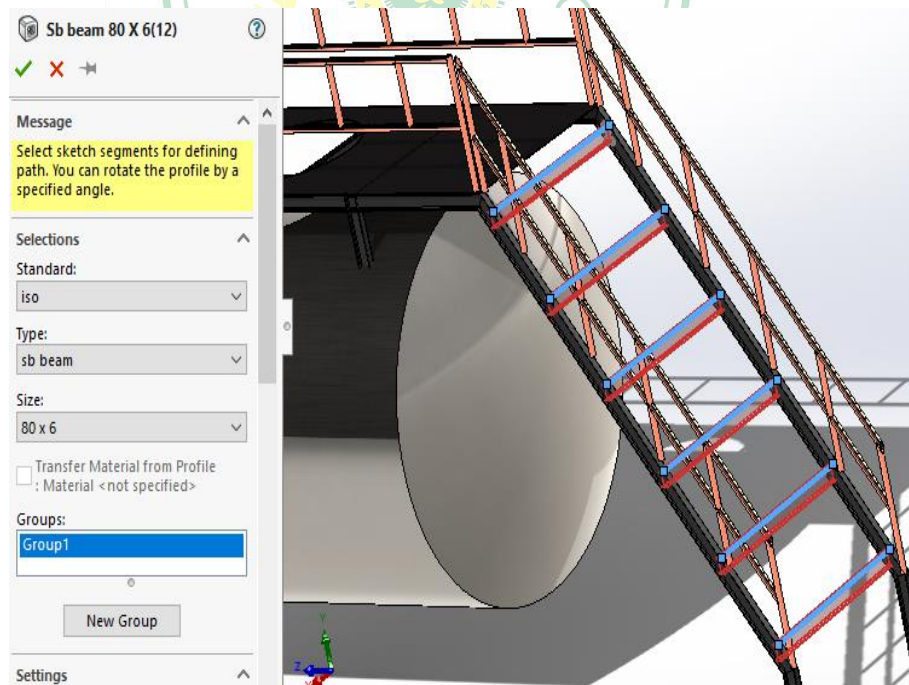 Sb beam 80 X 6(12)
Message
Select sketch segments for defining
path. You can rotate the profile by a
specified angle.
Selections
Standard:
iso
Type:
sb beam
Size:
80 x 6
Transfer Material from Profile
: Material <not specified>
Groups:
Group1
New Group
Settings
Y
Z